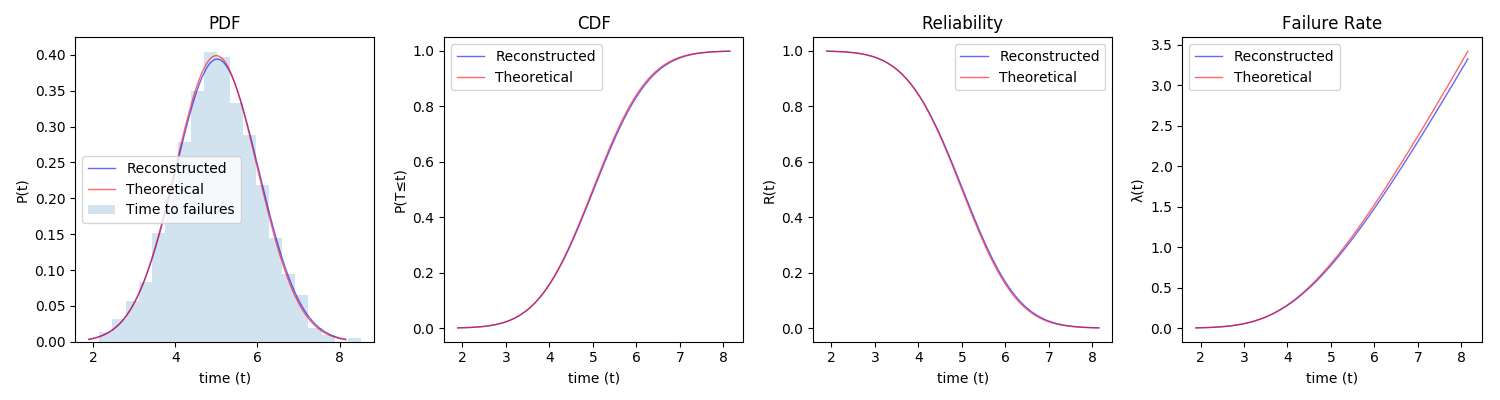 PDF
P(t)
0.40
0.35
0.30
0.25
0.20
0.15
0.10
0.05
0.00
Reconstructed
Theoretical
Time to failures
2 4 6 8
time (t)
CDF
P(T≤t)
1.0
0.8
0.6
0.4
0.2
0.0
Reconstructed
Theoretical
2 3 4 5 6 7 8
time (t)
Reliability
R(t)
1.0
0.8
0.6
0.4
0.2
0.0
Reconstructed
Theoretical
2 3 4 5 6 7 8
time (t)
Failure Rate
λ(t)
3.5
3.0
2.5
2.0
1.5
1.0
0.5
0.0
Reconstructed
Theoretical
2 3 4 5 6 7 8
time (t)